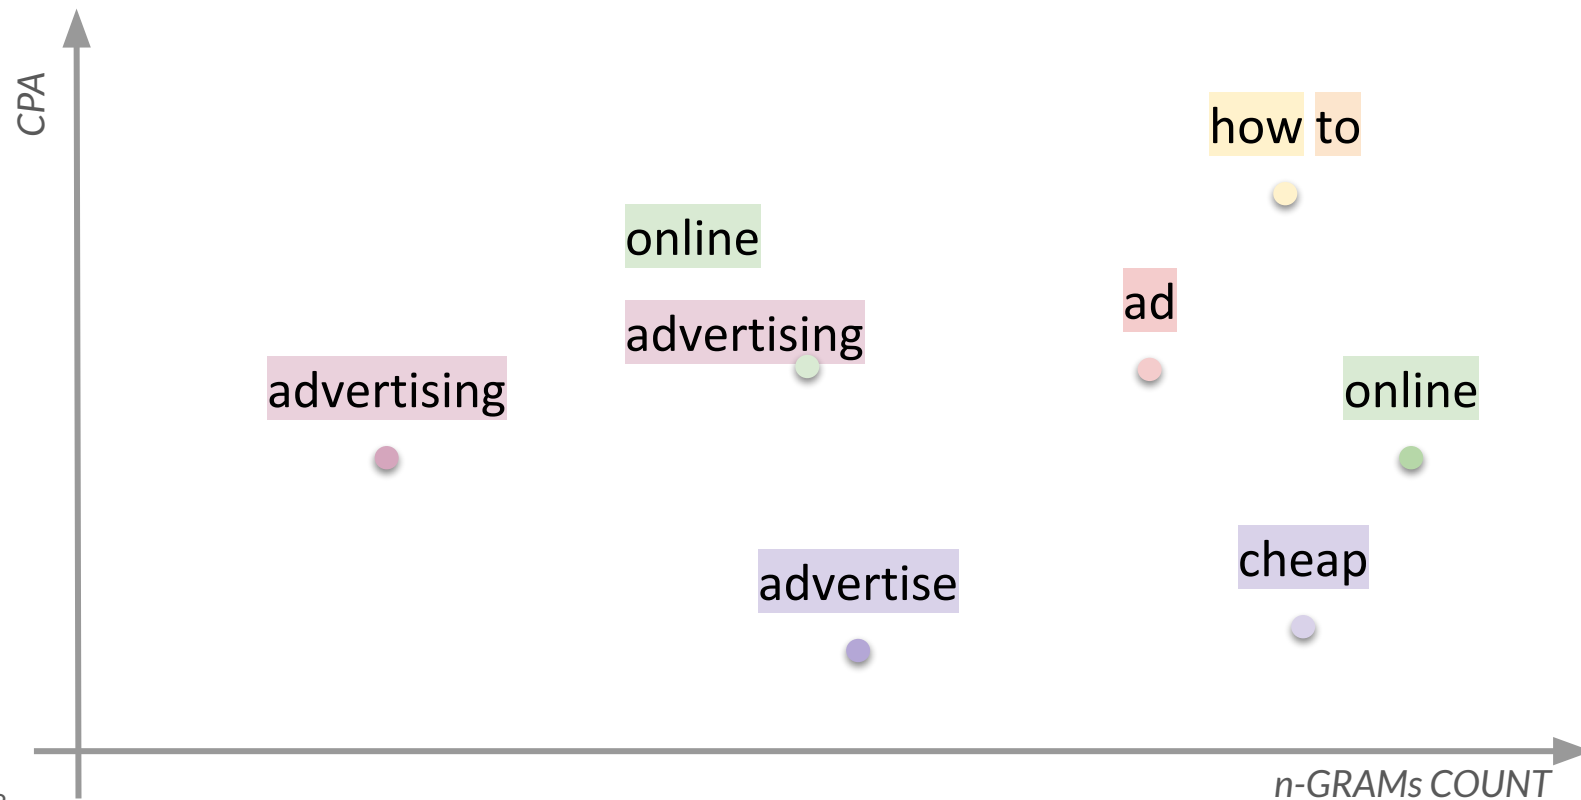 CPA
how to
online
advertising
ad
advertising
online
advertise
cheap
n-GRAMs COUNT